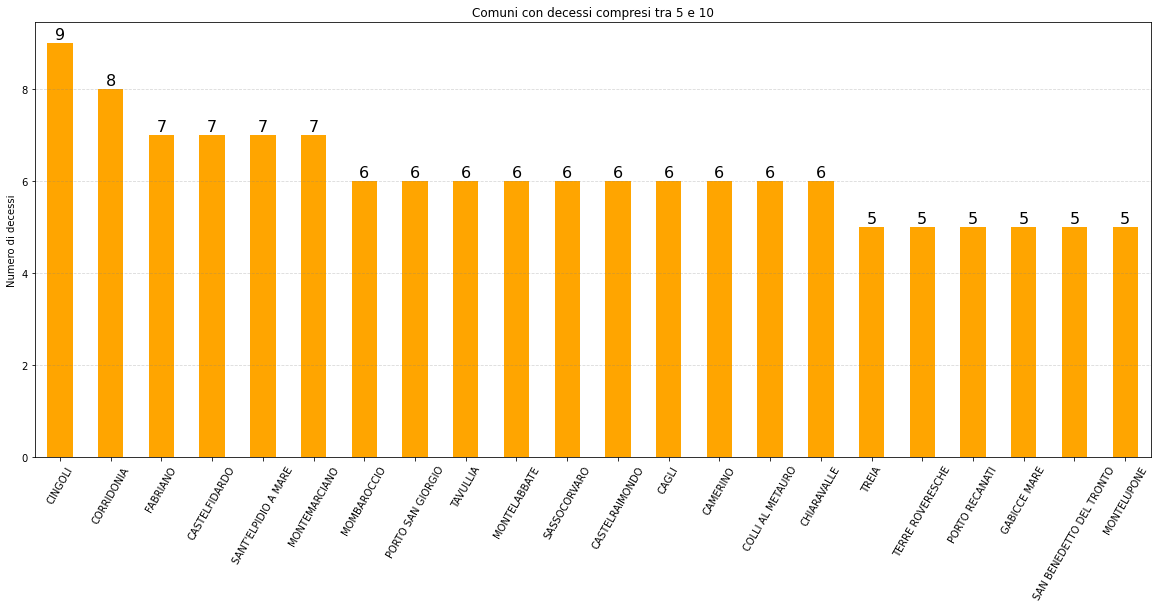 Comuni con decessi compresi tra 5 e 10
Numero di decessi
8
6
4
2
0
9
8
7
7
7
7
6
6
6
6
6
6
6
6
6
6
5
5
5
5
5
5
CINGOLI
CORRIDONIA
FABRIANO
CASTELFIDARDO
SANT'ELPIDIO A MARE
MONTEMARCIANO
MOMBAROCCIO
PORTO SAN GIORGIO
TAVULLIA
MONTELABBATE
SASSOCORVARO
CASTELRAIMONDO
CAGLI
CAMERINO
COLLI AL METAURO
CHIARAVALLE
TREIA
TERRE ROVERESCHE
PORTO RECANATI
GABICCE MARE
SAN BENEDETTO DEL TRONTO
MONTELUPONE